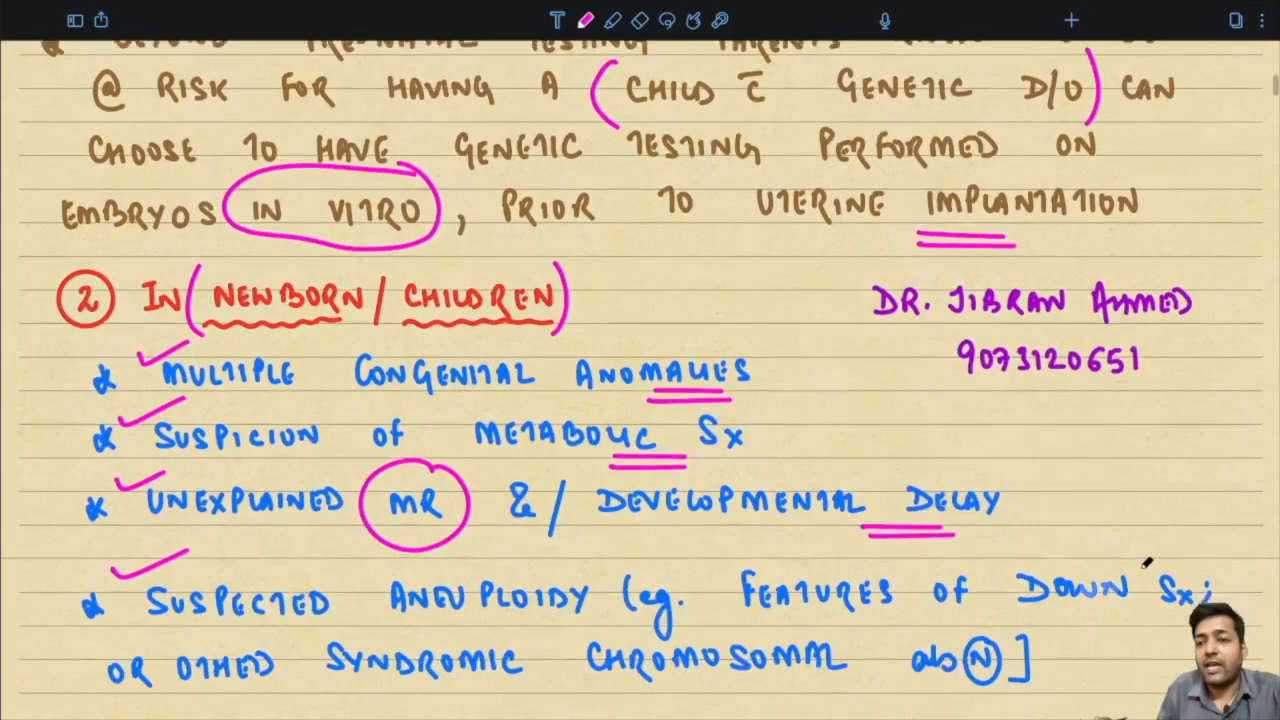 @ RISK FOR HAVING A (CHILD c̅ GENETIC D/O) CAN
CHOOSE TO HAVE GENETIC TESTING PERFORMED ON
EMBRYOS IN VITRO, PRIOR TO UTERINE IMPLANTATION
② IN (NEWBORN / CHILDREN)
DR. JIBRAN AHMED
9073120651
* MULTIPLE CONGENITAL ANOMALIES
* SUSPICION OF METABOLIC Sx
* UNEXPLAINED MR &/ DEVELOPMENTAL DELAY
* SUSPECTED ANEUPLOIDY (eg. FEATURES OF DOWN Sx;
OR OTHER SYNDROMIC CHROMOSOMAL abⓃ]